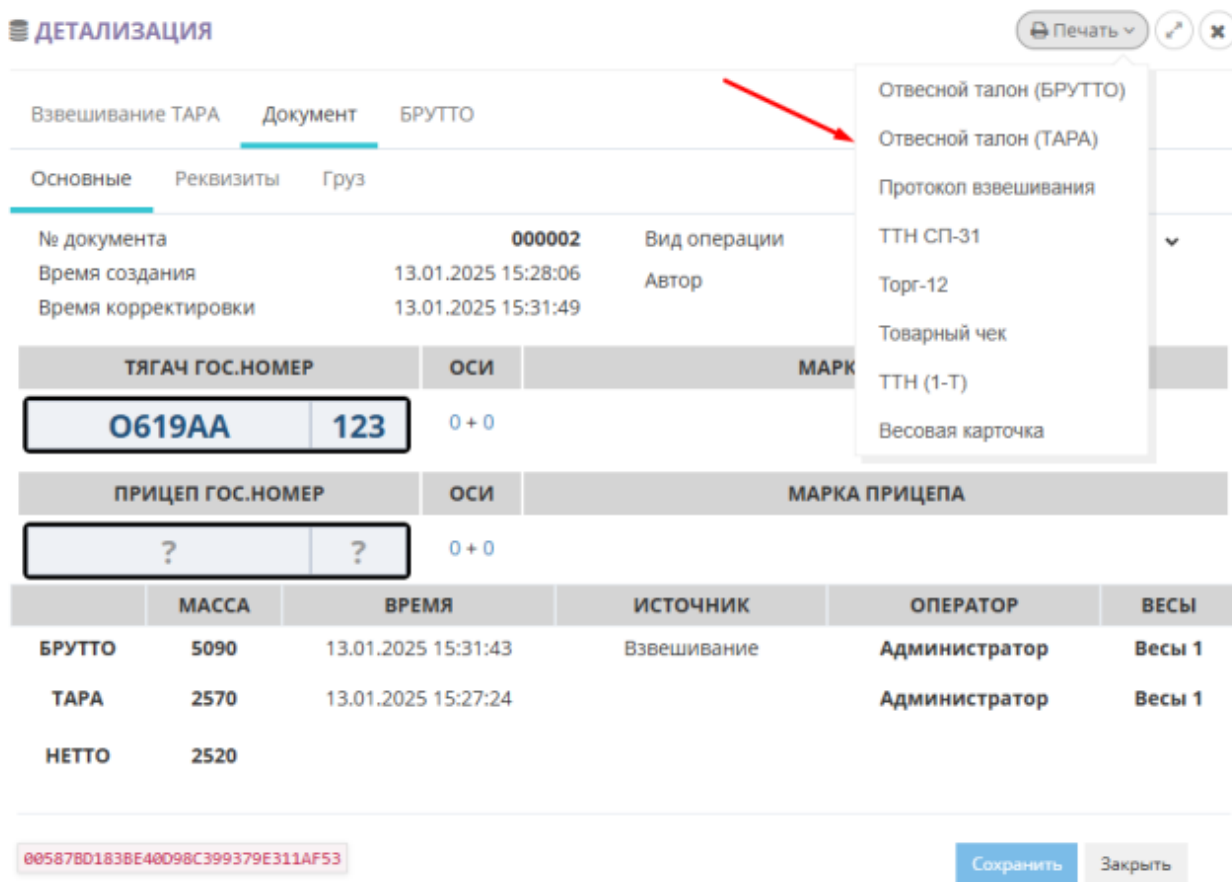 ДЕТАЛИЗАЦИЯ
Печать
Взвешивание ТАРА Документ БРУТТО
Отвесной талон (БРУТТО)
Отвесной талон (ТАРА)
Протокол взвешивания
ТТН СП-31
Торг-12
Товарный чек
ТТН (1-Т)
Весовая карточка
Основные Реквизиты Груз
№ документа 000002 Вид операции
Время создания 13.01.2025 15:28:06 Автор
Время корректировки 13.01.2025 15:31:49
ТЯГАЧ ГОС.НОМЕР ОСИ МАРК
О619АА 123 0 + 0
ПРИЦЕП ГОС.НОМЕР ОСИ МАРКА ПРИЦЕПА
? ? 0 + 0
МАССА ВРЕМЯ ИСТОЧНИК ОПЕРАТОР ВЕСЫ
БРУТТО 5090 13.01.2025 15:31:43 Взвешивание Администратор Весы 1
ТАРА 2570 13.01.2025 15:27:24 Администратор Весы 1
НЕТТО 2520
00587BD183BE40D98C399379E311AF53
Сохранить Закрыть